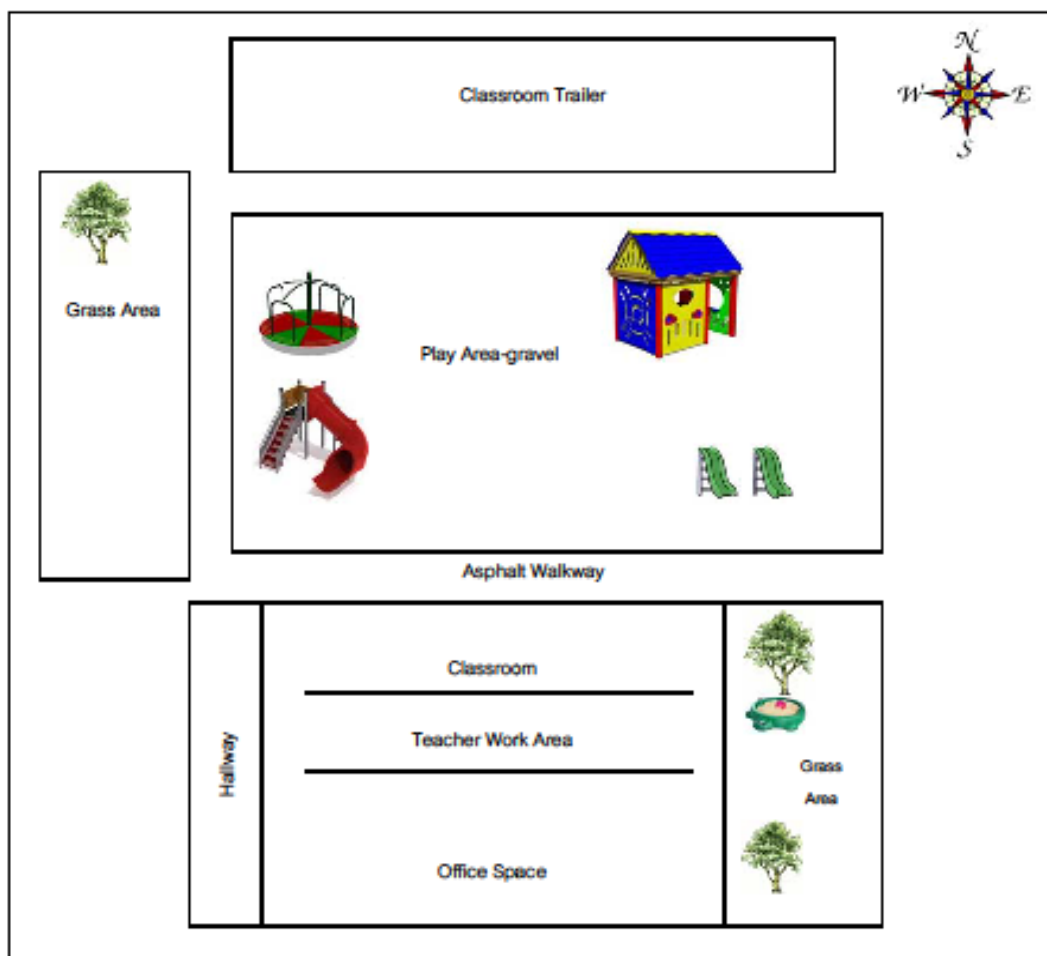 Classroom Trailer
N
W E
S
Grass Area
Play Area-gravel
Asphalt Walkway
Classroom
Teacher Work Area
Hallway
Grass
Area
Office Space